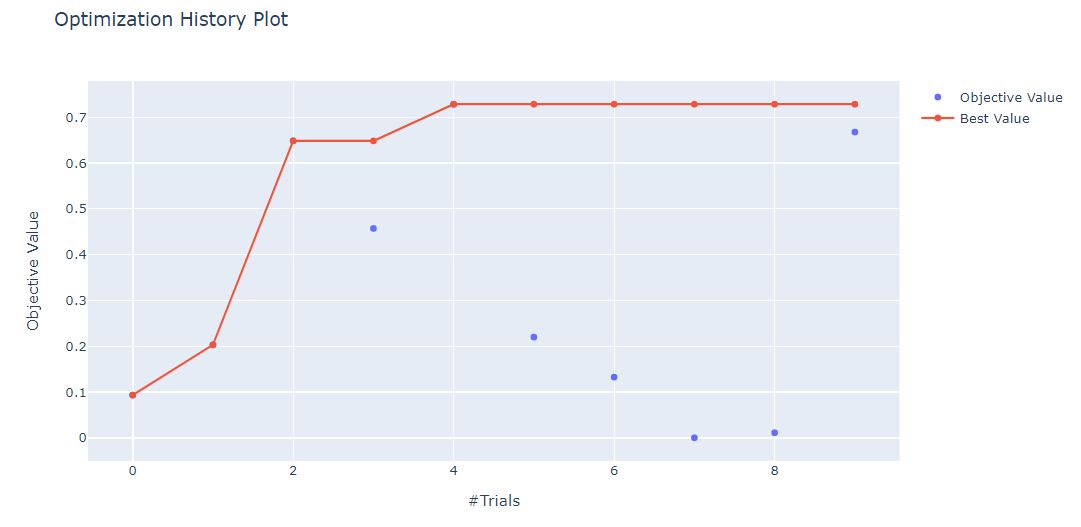 Optimization History Plot
Objective Value
Best Value
0.7
0.6
0.5
0.4
0.3
0.2
0.1
0
Objective Value
0 2 4 6 8
#Trials